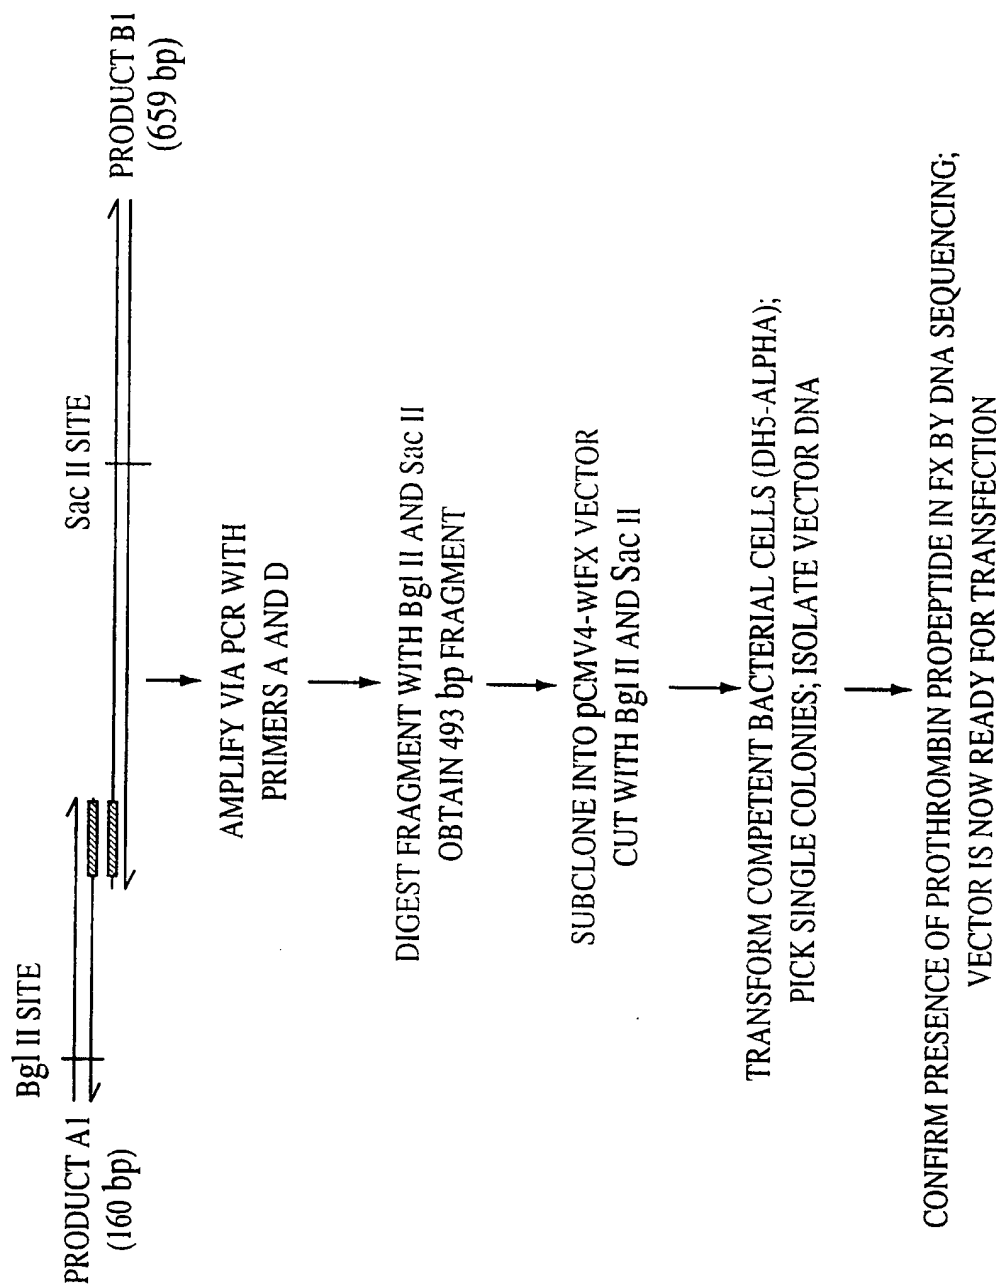 Bgl II SITE
Sac II SITE
PRODUCT A1
(160 bp)
PRODUCT B1
(659 bp)
AMPLIFY VIA PCR WITH
PRIMERS A AND D
DIGEST FRAGMENT WITH Bgl II AND Sac II
OBTAIN 493 bp FRAGMENT
SUBCLONE INTO pCMV4-wtFX VECTOR
CUT WITH Bgl II AND Sac II
TRANSFORM COMPETENT BACTERIAL CELLS (DH5-ALPHA);
PICK SINGLE COLONIES; ISOLATE VECTOR DNA
CONFIRM PRESENCE OF PROTHROMBIN PROPEPTIDE IN FX BY DNA SEQUENCING;
VECTOR IS NOW READY FOR TRANSFECTION